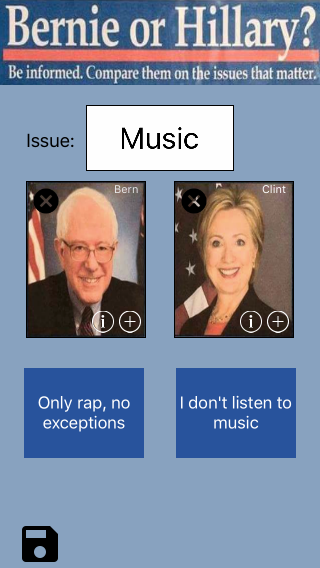 Bernie or Hillary?
Be informed. Compare them on the issues that matter.
Issue: Music
Bern
Clint
Only rap, no
exceptions
I don't listen to
music